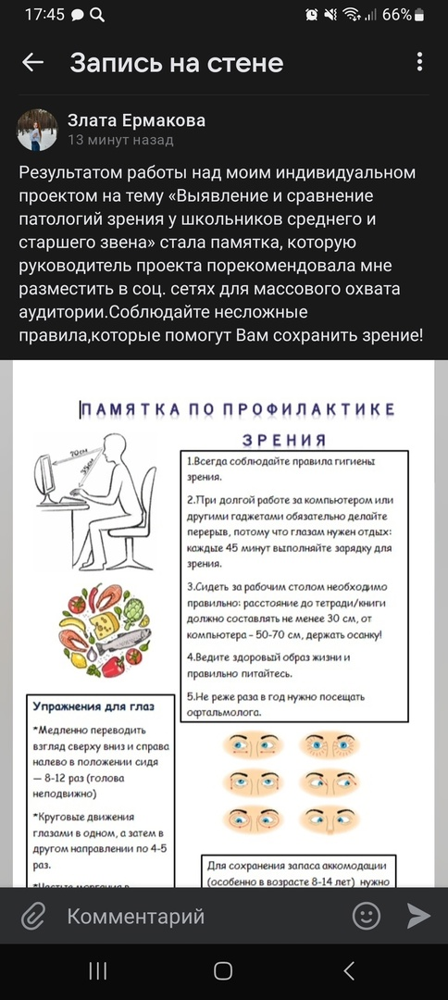 17:45
66%
Запись на стене
Злата Ермакова
13 минут назад
Результатом работы над моим индивидуальном
проектом на тему «Выявление и сравнение
патологий зрения у школьников среднего и
старшего звена» стала памятка, которую
руководитель проекта порекомендовала мне
разместить в соц. сетях для массового охвата
аудитории.Соблюдайте несложные
правила,которые помогут Вам сохранить зрение!
ПАМЯТКА ПО ПРОФИЛАКТИКЕ
ЗРЕНИЯ
70см
35см
1.Всегда соблюдайте правила гигиены
зрения.
2.При долгой работе за компьютером или
другими гаджетами обязательно делайте
перерыв, потому что глазам нужен отдых:
каждые 45 минут выполняйте зарядку для
зрения.
3.Сидеть за рабочим столом необходимо
правильно: расстояние до тетради/книги
должно составлять не менее 30 см, от
компьютера – 50-70 см, держать осанку!
4.Ведите здоровый образ жизни и
правильно питайтесь.
5.Не реже раза в год нужно посещать
офтальмолога.
Упражнения для глаз
*Медленно переводить
взгляд сверху вниз и справа
налево в положении сидя
— 8-12 раз (голова
неподвижно)
*Круговые движения
глазами в одном, а затем в
другом направлении по 4-5
раз.
Для сохранения запаса аккомодации
(особенно в возрасте 8-14 лет) нужно
Комментарий